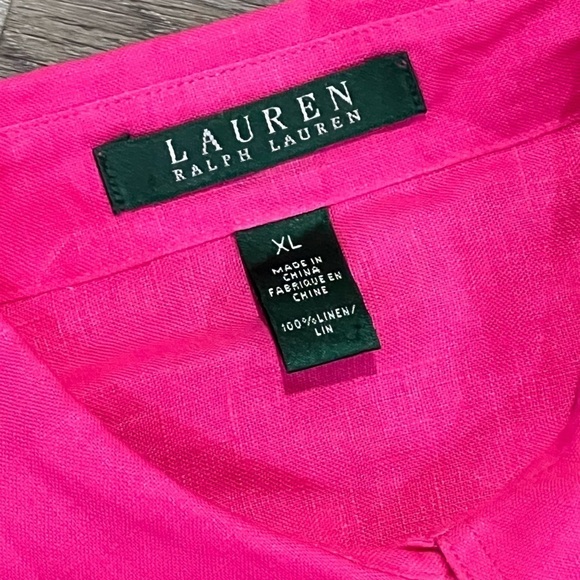 LAUREN
RALPH LAUREN
XL
MADE IN
CHINA
FABRIQUE EN
CHINE
100%LINEN/
LIN